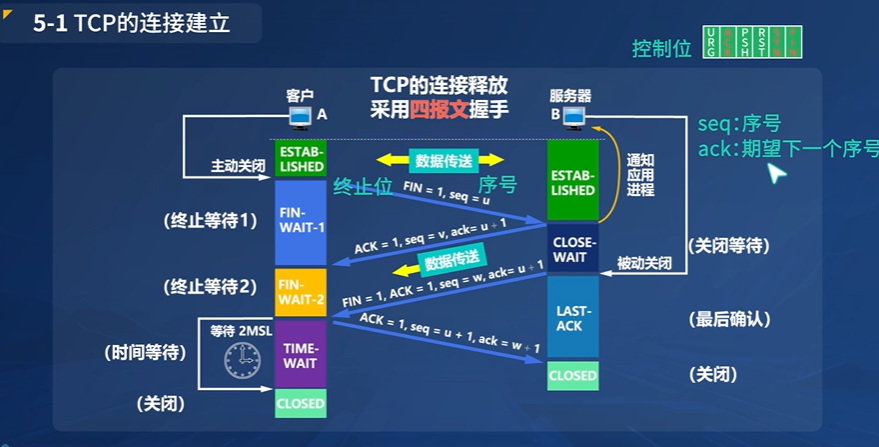 5-1 TCP的连接建立
控制位
URG ACK PSH RST SYN FIN
TCP的连接释放
采用四报文握手
客户
A
服务器
B
seq:序号
ack:期望下一个序号
主动关闭
ESTAB-
LISHED
数据传送
ESTAB-
LISHED
通知
应用
进程
终止位
序号
FIN = 1, seq = u
(终止等待1)
FIN-
WAIT-1
ACK = 1, seq = v, ack= u + 1
CLOSE-
WAIT
(关闭等待)
数据传送
被动关闭
(终止等待2)
FIN-
WAIT-2
FIN = 1, ACK = 1, seq = w, ack= u + 1
LAST-
ACK
(最后确认)
等待 2MSL
ACK = 1, seq = u + 1, ack = w + 1
(时间等待)
TIME-
WAIT
CLOSED
(关闭)
(关闭)
CLOSED